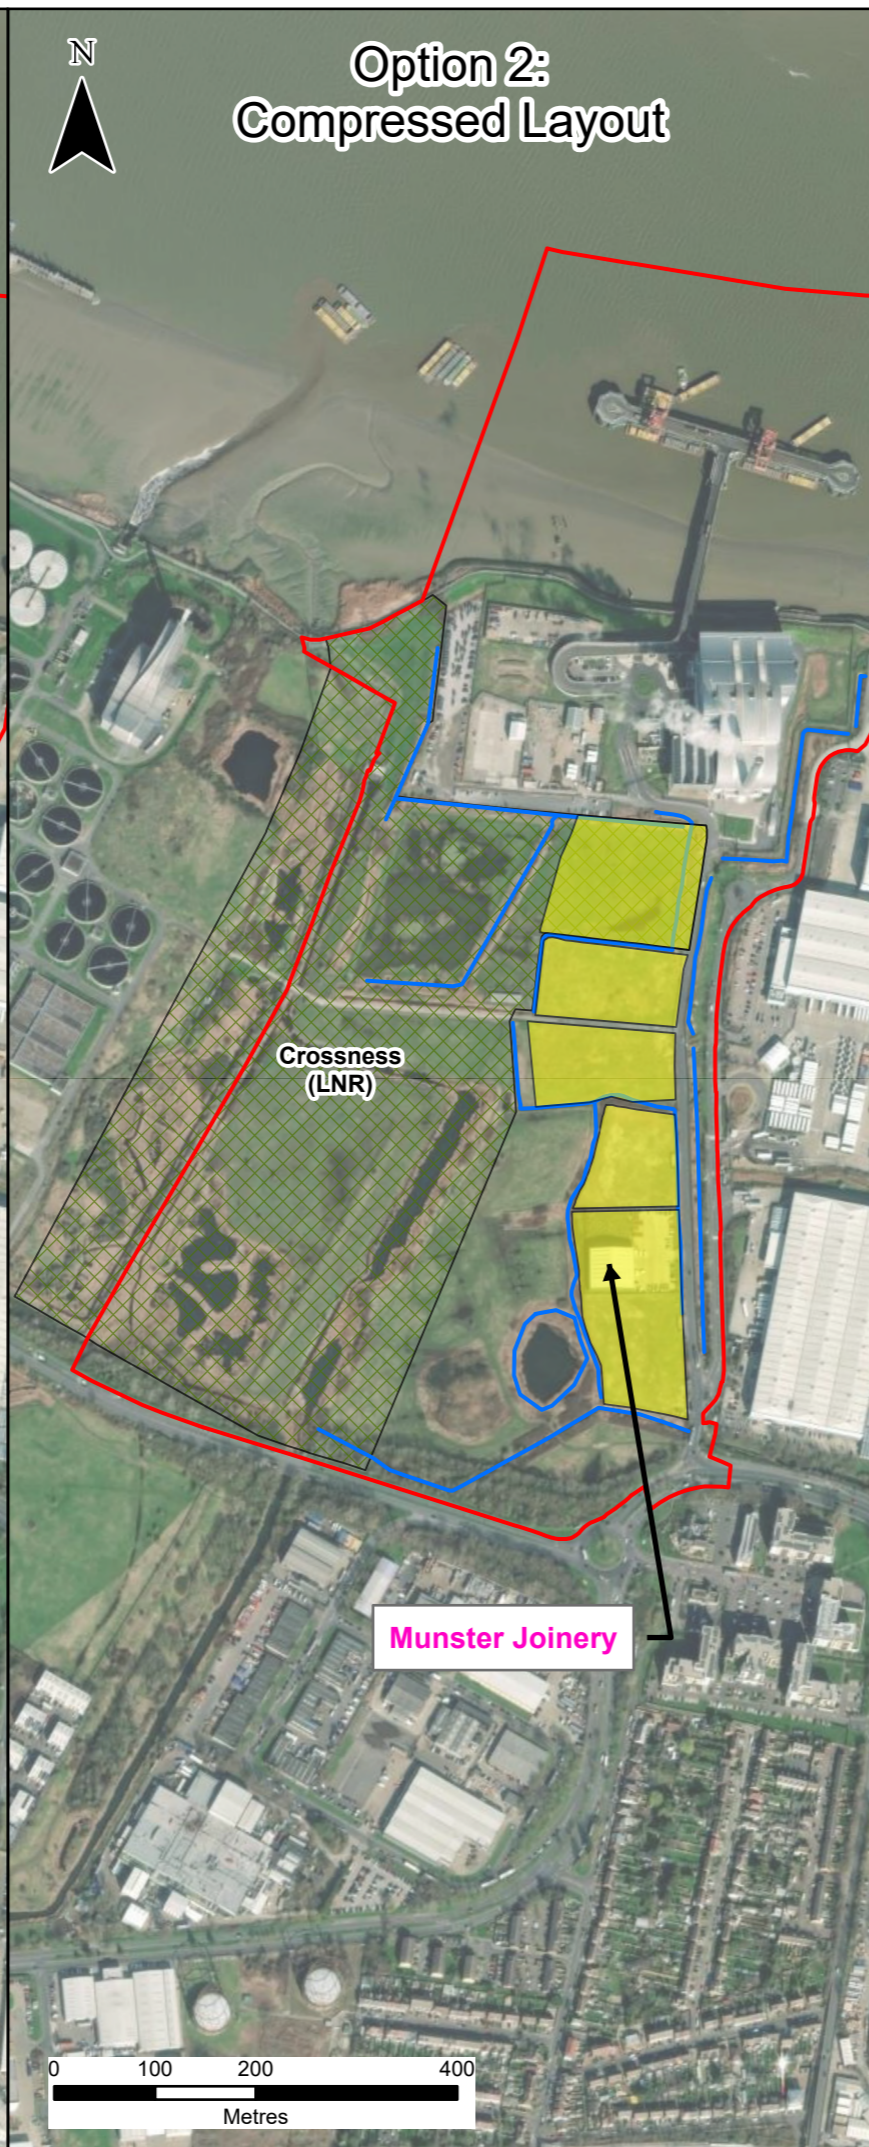 N
Option 2:
Compressed Layout
Crossness
(LNR)
Munster Joinery
0 100 200 400
Metres